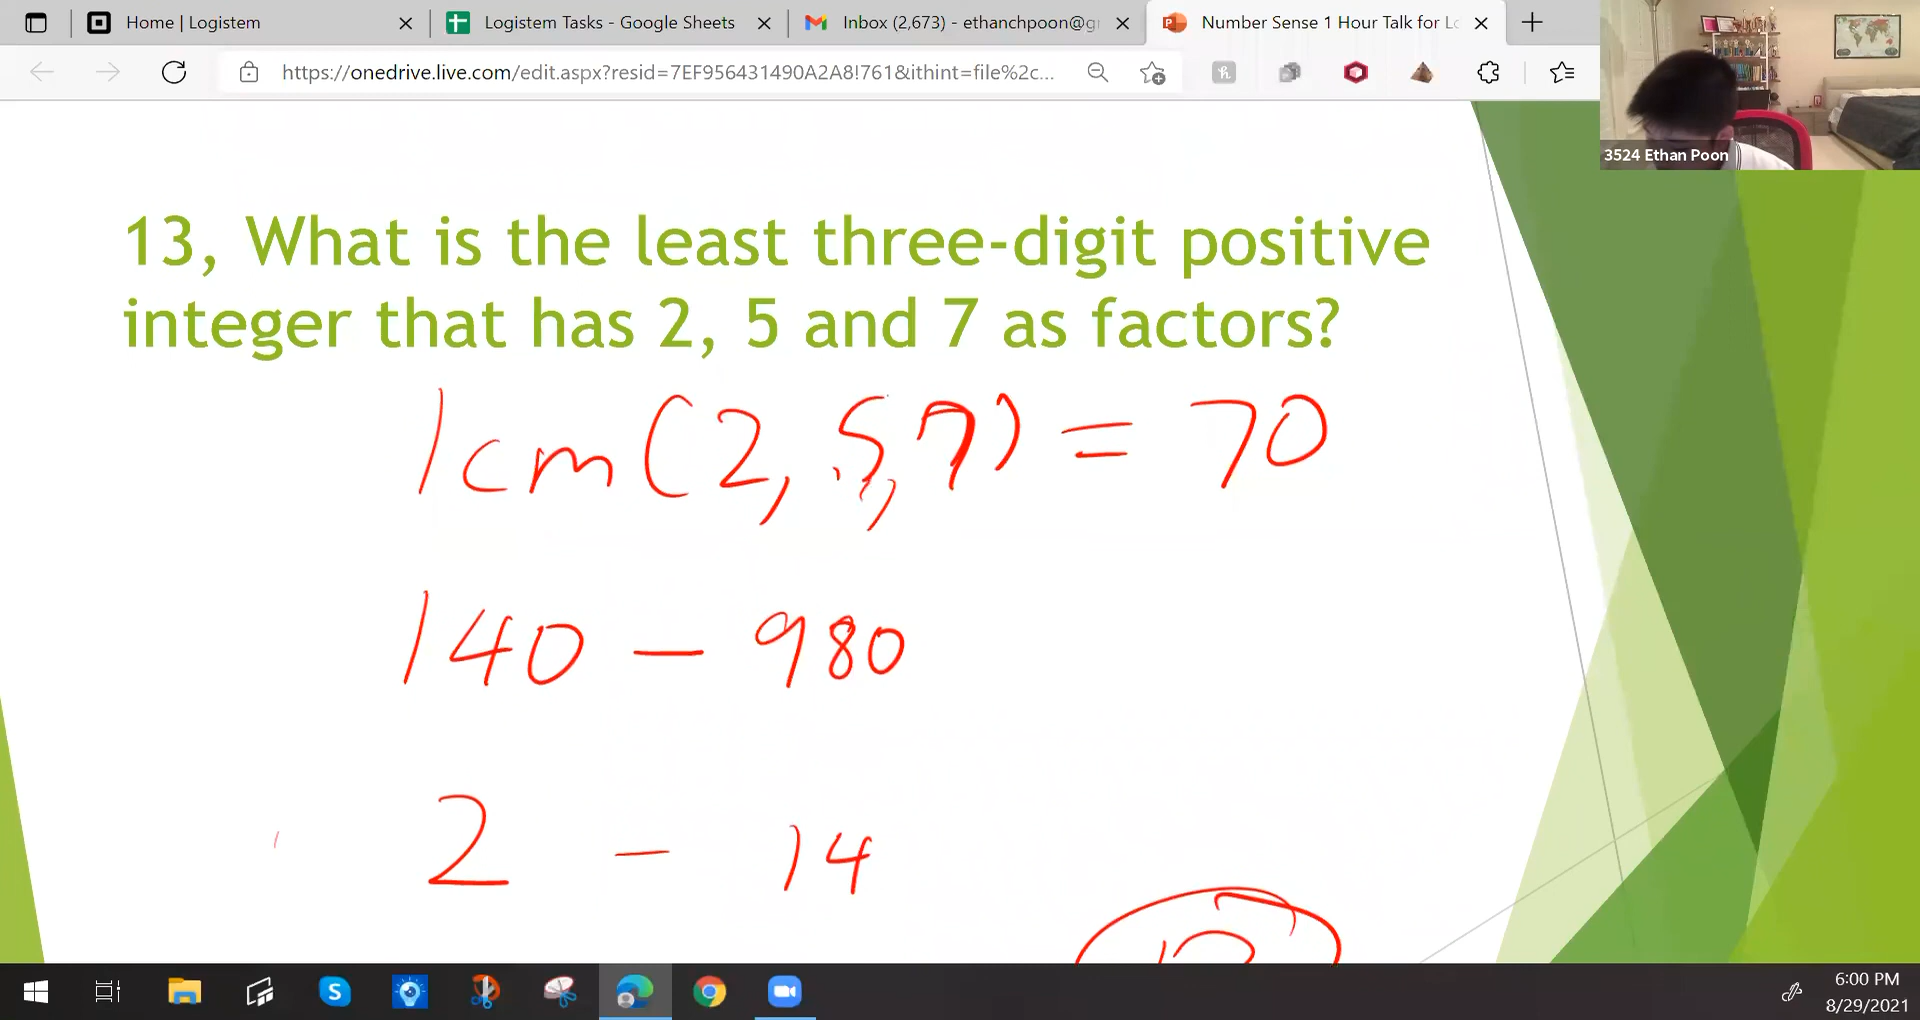 Home | Logistem
Logistem Tasks - Google Sheets
Inbox (2,673) - ethanchpoon@g
Number Sense 1 Hour Talk for Lo
https://onedrive.live.com/edit.aspx?resid=7EF956431490A2A8!761&ithint=file%2c...
3524 Ethan Poon
13, What is the least three-digit positive
integer that has 2, 5 and 7 as factors?
lcm(2, 5, 7) = 70
140 - 980
2 - 14
6:00 PM
8/29/2021